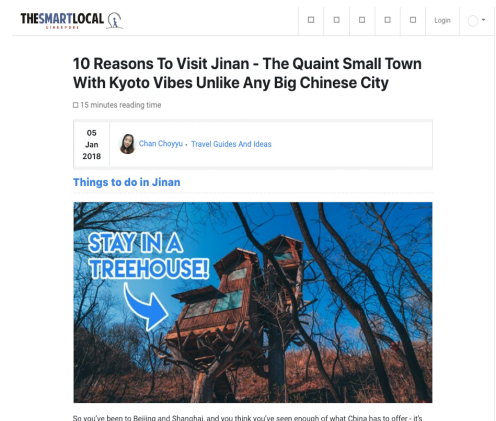 THESMARTLOCAL
SINGAPORE
Login
10 Reasons To Visit Jinan - The Quaint Small Town
With Kyoto Vibes Unlike Any Big Chinese City
15 minutes reading time
05
Jan
2018
Chan Choyyu • Travel Guides And Ideas
Things to do in Jinan
STAY IN A
TREEHOUSE!
So you've been to Beijing and Shanghai, and you think you've seen enough of what China has to offer - it's